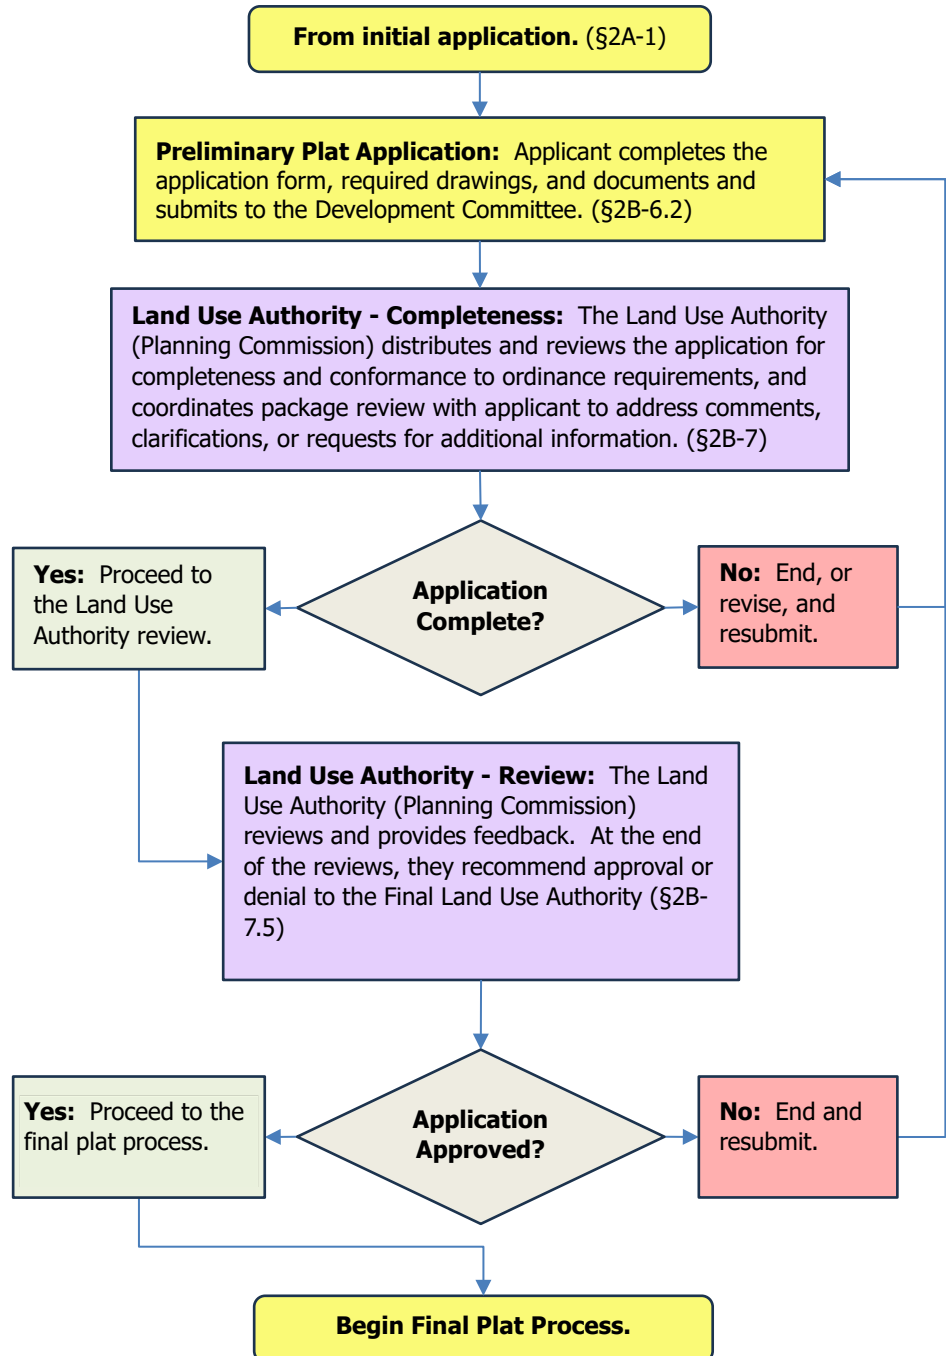 From initial application. (§2A-1)
Preliminary Plat Application: Applicant completes the
application form, required drawings, and documents and
submits to the Development Committee. (§2B-6.2)
Land Use Authority - Completeness: The Land Use Authority
(Planning Commission) distributes and reviews the application for
completeness and conformance to ordinance requirements, and
coordinates package review with applicant to address comments,
clarifications, or requests for additional information. (§2B-7)
Yes: Proceed to
the Land Use
Authority review.
Application
Complete?
No: End, or
revise, and
resubmit.
Land Use Authority - Review: The Land
Use Authority (Planning Commission)
reviews and provides feedback. At the end
of the reviews, they recommend approval or
denial to the Final Land Use Authority (§2B-
7.5)
Yes: Proceed to the
final plat process.
Application
Approved?
No: End and
resubmit.
Begin Final Plat Process.